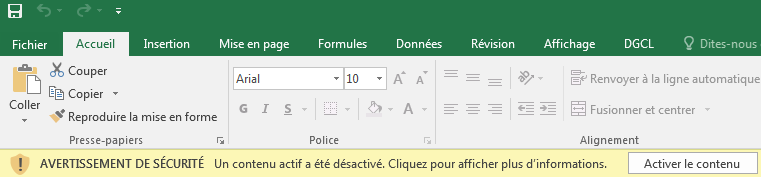 Fichier Accueil Insertion Mise en page Formules Données Révision Affichage DGCL Dites-nous
Couper
Coller
Copier
Reproduire la mise en forme
Presse-papiers
Arial 10 A A
G I S A
Police
Renvoyer à la ligne automatique
Fusionner et centrer
Alignement
AVERTISSEMENT DE SÉCURITÉ Un contenu actif a été désactivé. Cliquez pour afficher plus d'informations. Activer le contenu